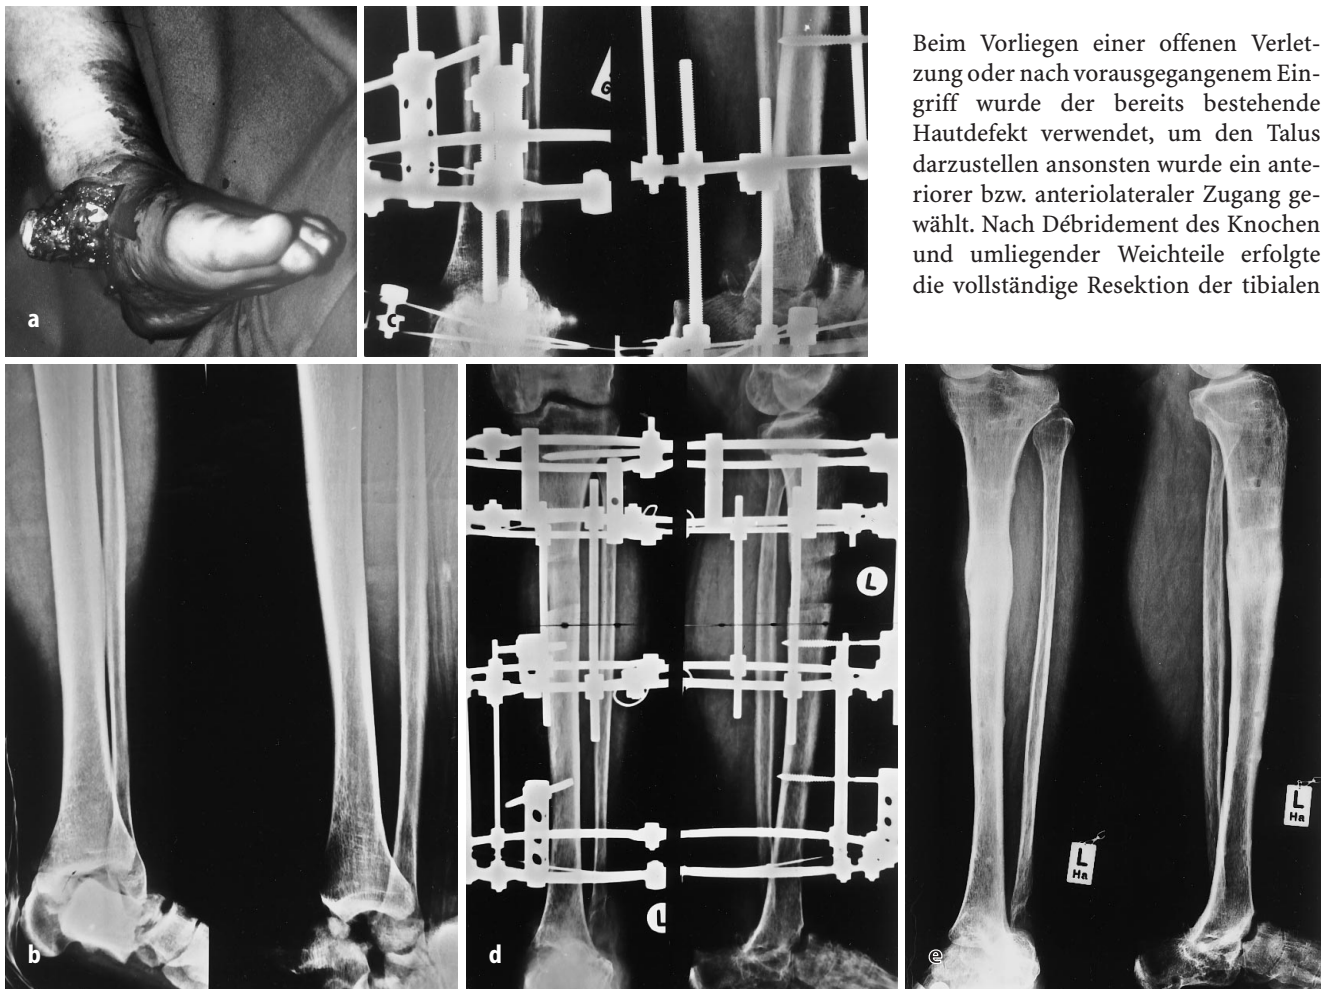 a
c
G
Beim Vorliegen einer offenen Verlet-
zung oder nach vorausgegangenem Ein-
griff wurde der bereits bestehende
Hautdefekt verwendet, um den Talus
darzustellen ansonsten wurde ein ante-
riorer bzw. anteriolateraler Zugang ge-
wählt. Nach Débridement des Knochen
und umliegender Weichteile erfolgte
die vollständige Resektion der tibialen
b
L
L
d
L
Ha
L
Ha
e